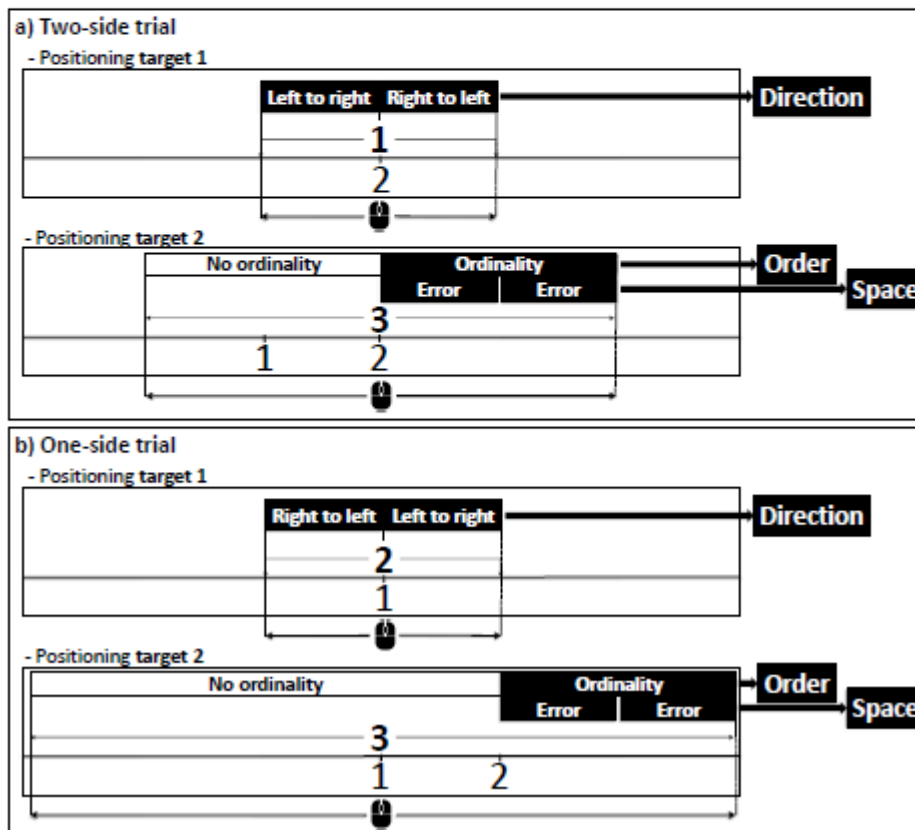 a) Two-side trial
- Positioning target 1
Left to right Right to left
Direction
1
2
- Positioning target 2
No ordinality Ordinality
Order
Error Error
Space
3
1 2
b) One-side trial
- Positioning target 1
Right to left Left to right
Direction
2
1
- Positioning target 2
No ordinality Ordinality
Order
Error Error
Space
3
1 2